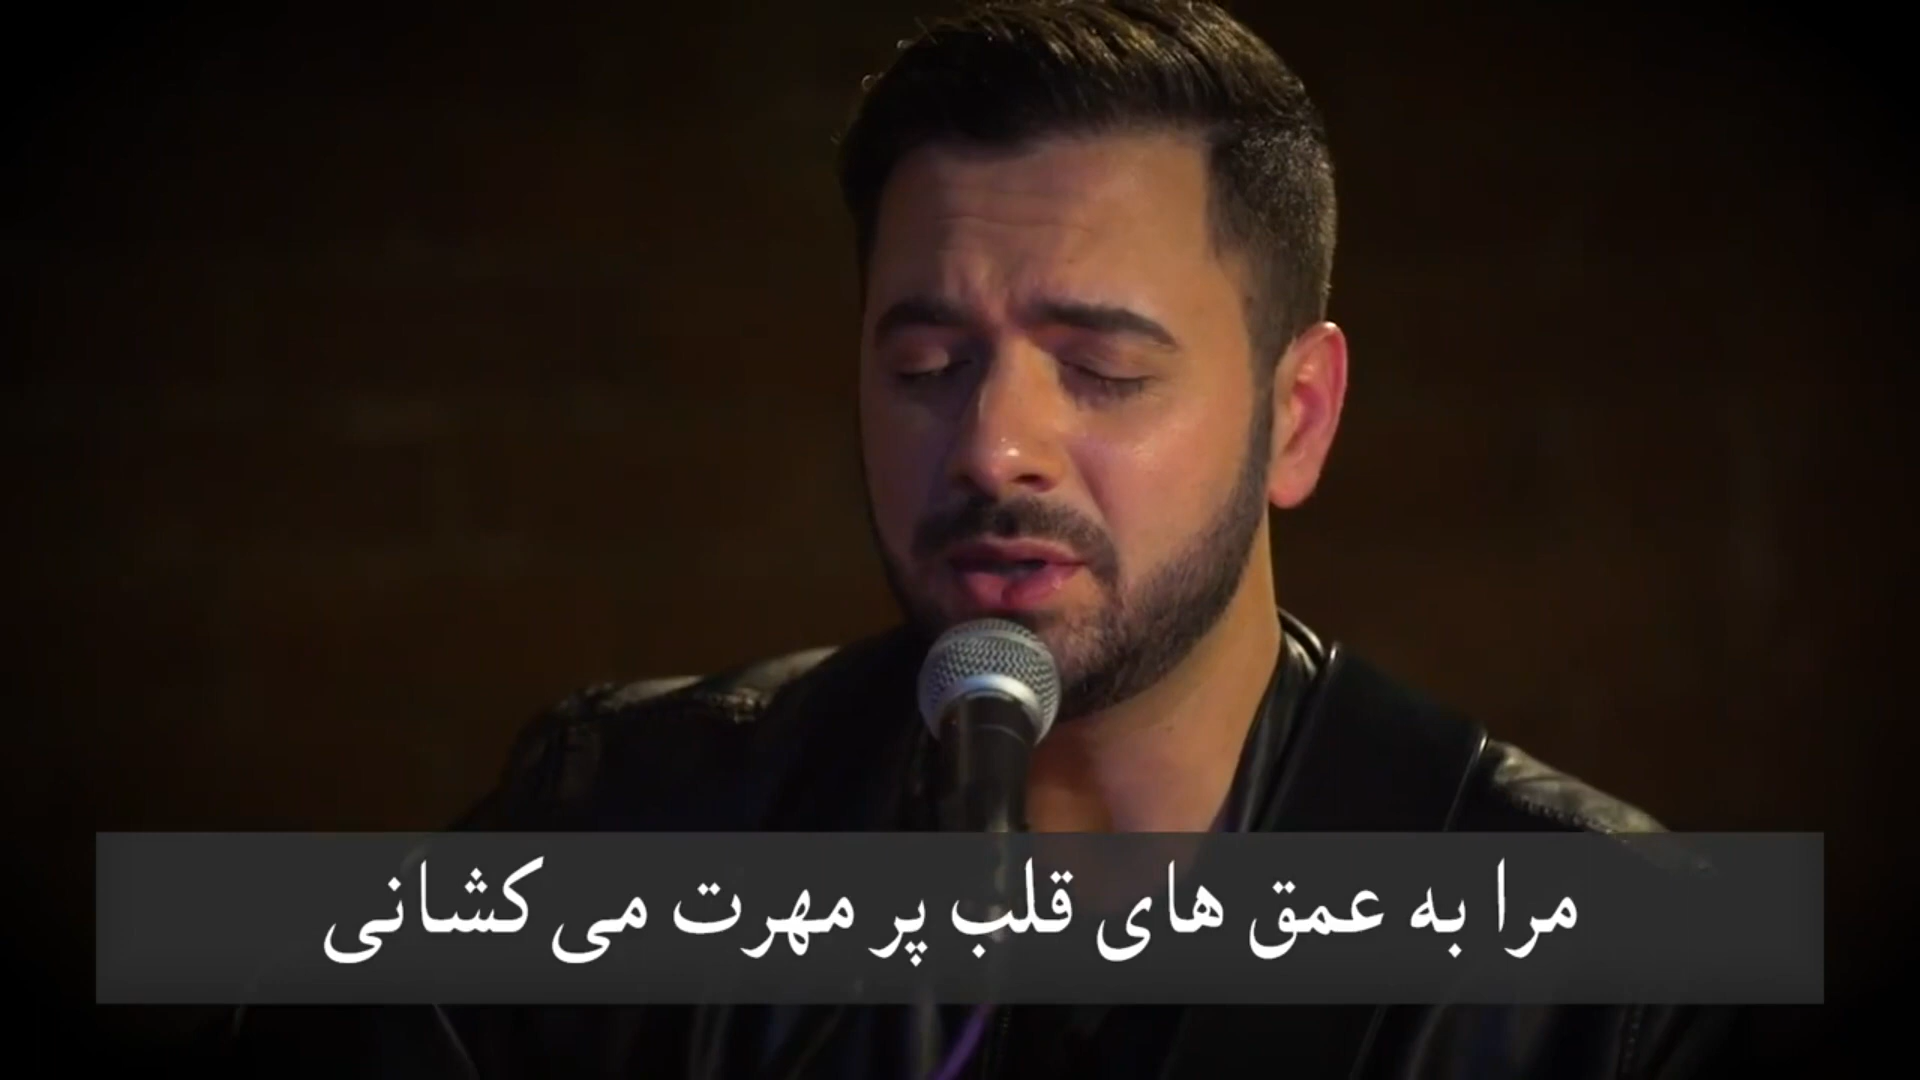 مرا به عمق های قلب پر مهرت می کشانی